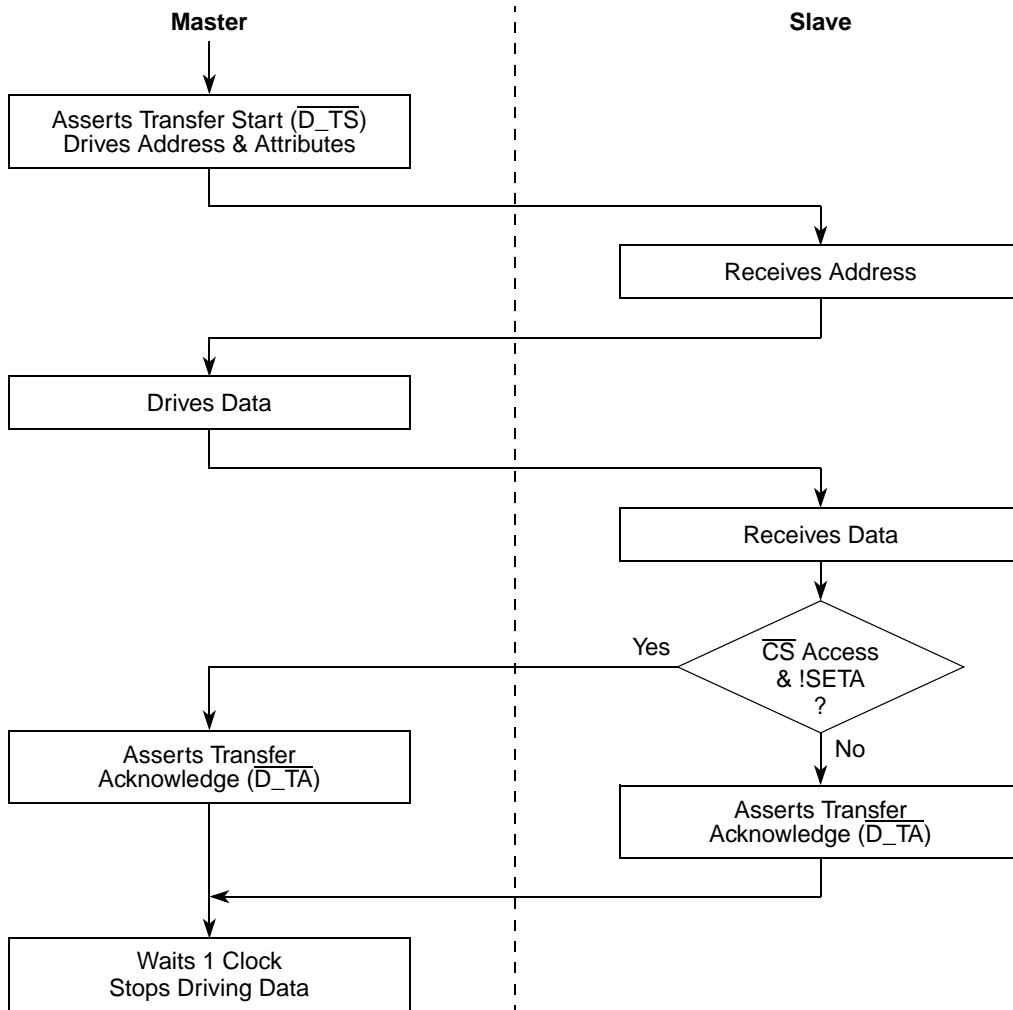 Master
Slave
Asserts Transfer Start (D_TS)
Drives Address & Attributes
Receives Address
Drives Data
Receives Data
CS Access
& !SETA
?
Yes
No
Asserts Transfer
Acknowledge (D_TA)
Asserts Transfer
Acknowledge (D_TA)
Waits 1 Clock
Stops Driving Data